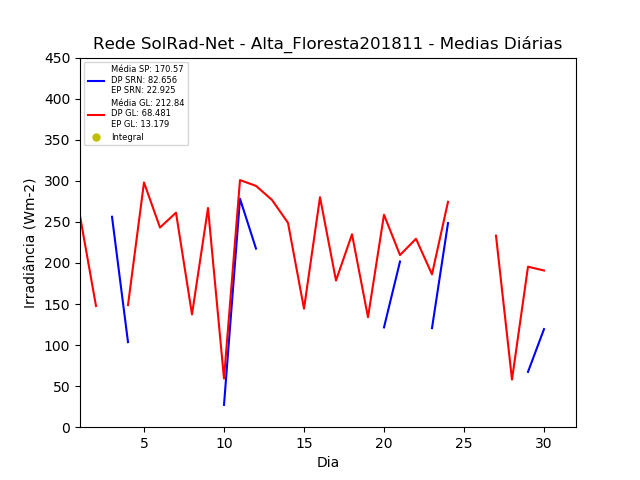 Rede SolRad-Net - Alta_Floresta201811 - Medias Diárias
Média SP: 170.57
DP SRN: 82.656
EP SRN: 22.925
Média GL: 212.84
DP GL: 68.481
EP GL: 13.179
Integral
450
400
350
300
250
200
150
100
50
0
Irradiância (Wm-2)
5
10
15
20
25
30
Dia